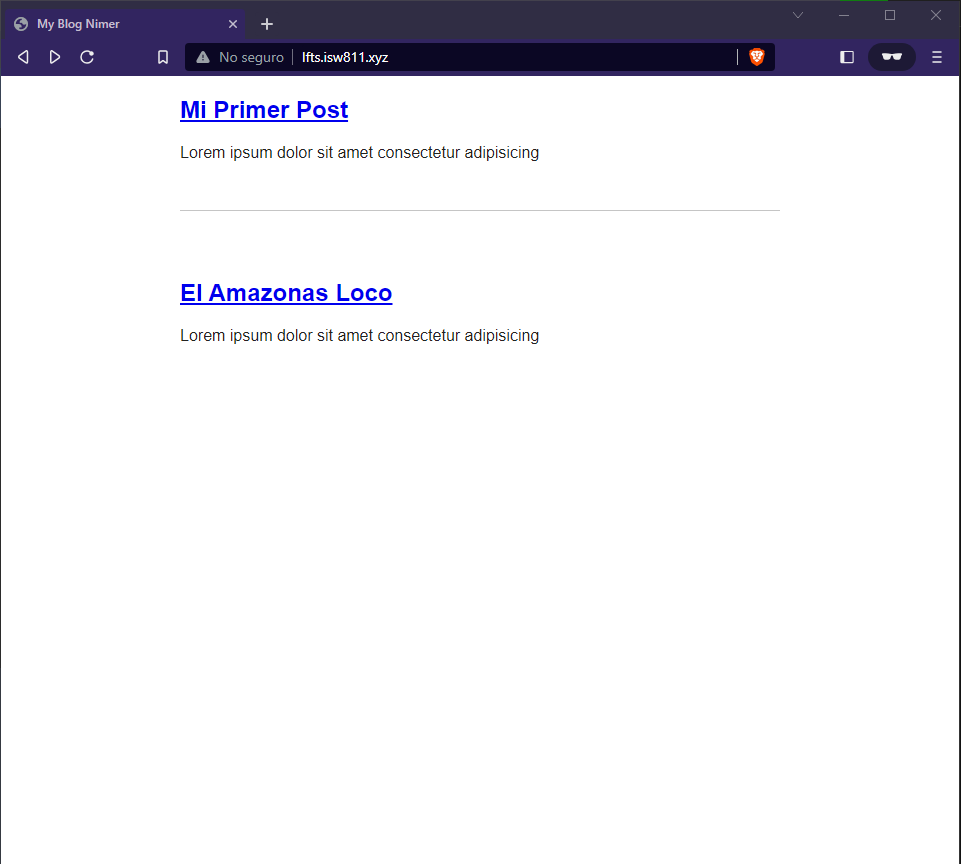 My Blog Nimer
No seguro
lfts.isw811.xyz
Mi Primer Post
Lorem ipsum dolor sit amet consectetur adipisicing
El Amazonas Loco
Lorem ipsum dolor sit amet consectetur adipisicing